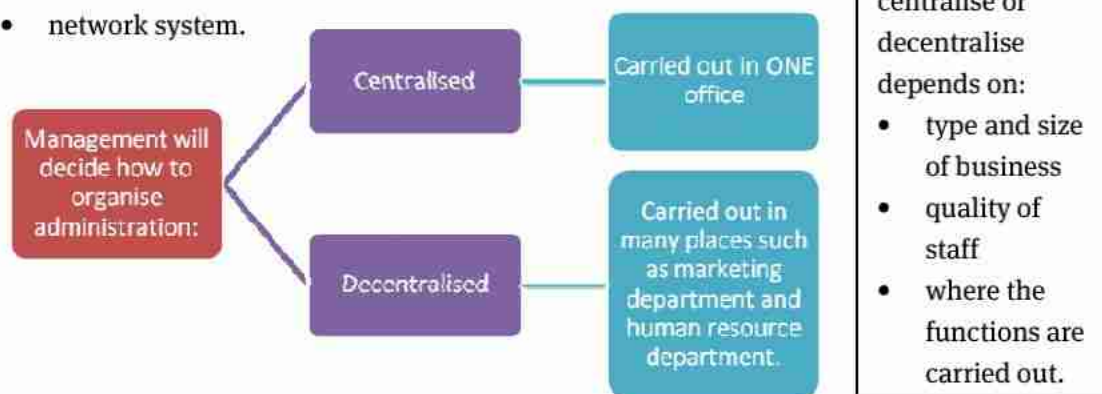 • network system.
Management will
decide how to
organise
administration:
Centralised
Carried out in ONE
office
Decentralised
Carried out in
many places such
as marketing
department and
human resource
department.
centralise or
decentralise
depends on:
• type and size
of business
• quality of
staff
• where the
functions are
carried out.